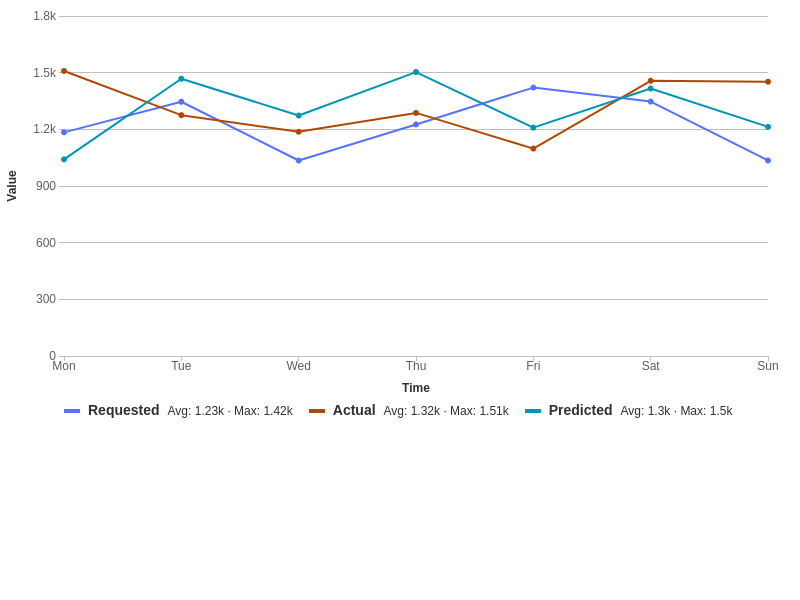 1.8k
1.5k
1.2k
900
600
300
0
Value
Mon Tue Wed Thu Fri Sat Sun
Time
Requested Avg: 1.23k · Max: 1.42k Actual Avg: 1.32k · Max: 1.51k Predicted Avg: 1.3k · Max: 1.5k